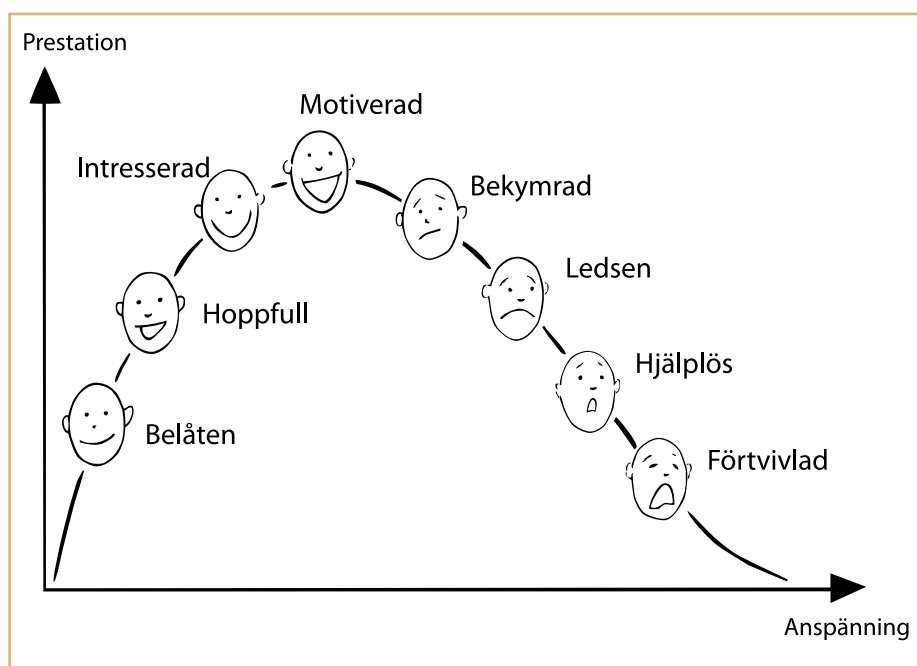 Prestation
Motiverad
Intresserad
Bekymrad
Ledsen
Hoppfull
Hjälplös
Belåten
Förtvivlad
Anspänning